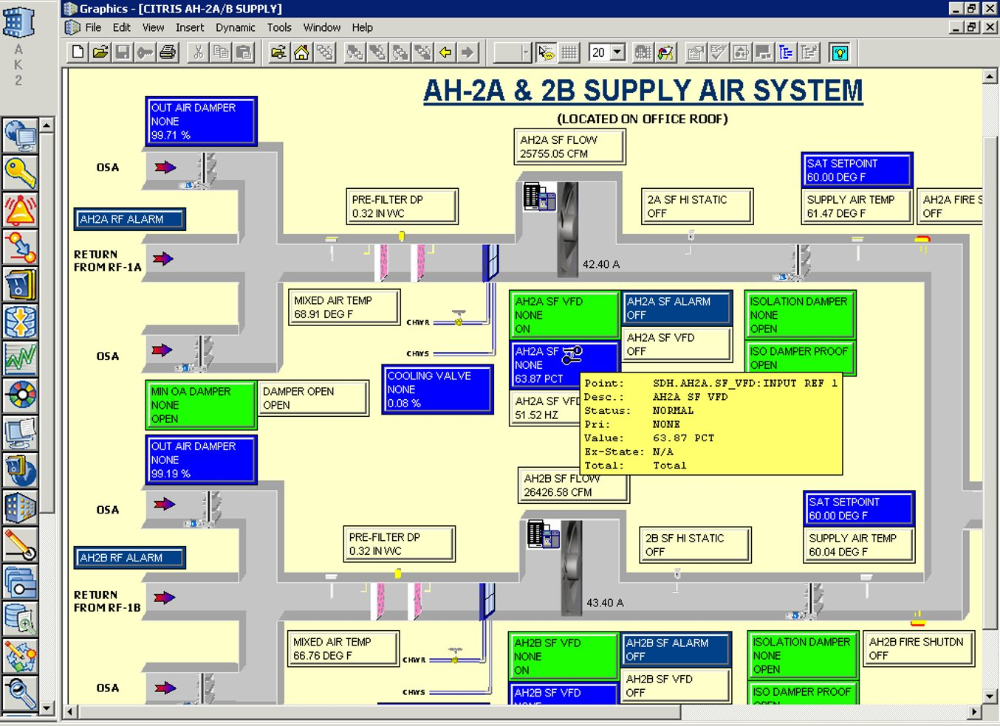 Graphics - [CITRIS AH-2A/B SUPPLY]
File Edit View Insert Dynamic Tools Window Help
A
K
2
20
AH-2A & 2B SUPPLY AIR SYSTEM
(LOCATED ON OFFICE ROOF)
OUT AIR DAMPER
NONE
99.71 %
AH2A SF FLOW
25755.05 CFM
OSA
SAT SETPOINT
60.00 DEG F
PRE-FILTER DP
0.32 IN WC
2A SF HI STATIC
OFF
SUPPLY AIR TEMP
61.47 DEG F
AH2A FIRE S
OFF
AH2A RF ALARM
RETURN
FROM RF-1A
42.40 A
MIXED AIR TEMP
68.91 DEG F
AH2A SF VFD
NONE
ON
AH2A SF ALARM
OFF
ISOLATION DAMPER
NONE
OPEN
CHWR
AH2A SF VFD
OFF
OSA
CHWS
AH2A SF
NONE
63.87 PCT
ISO DAMPER PROOF
OPEN
MIN OA DAMPER
NONE
OPEN
DAMPER OPEN
OPEN
COOLING VALVE
NONE
0.08 %
AH2A SF VFD
51.52 HZ
Point: SDH.AH2A.SF_VFD:INPUT REF 1
Desc.: AH2A SF VFD
Status: NORMAL
Pri: NONE
Value: 63.87 PCT
Ex-State: N/A
Total: Total
OUT AIR DAMPER
NONE
99.19 %
AH2B SF FLOW
26426.58 CFM
OSA
SAT SETPOINT
60.00 DEG F
PRE-FILTER DP
0.32 IN WC
2B SF HI STATIC
OFF
SUPPLY AIR TEMP
60.04 DEG F
AH2B RF ALARM
RETURN
FROM RF-1B
43.40 A
MIXED AIR TEMP
66.76 DEG F
AH2B SF VFD
NONE
ON
AH2B SF ALARM
OFF
ISOLATION DAMPER
NONE
OPEN
AH2B FIRE SHUTDN
OFF
CHWR
AH2B SF VFD
OFF
OSA
CHWS
AH2B SF VFD
NONE
ISO DAMPER PROOF
OPEN